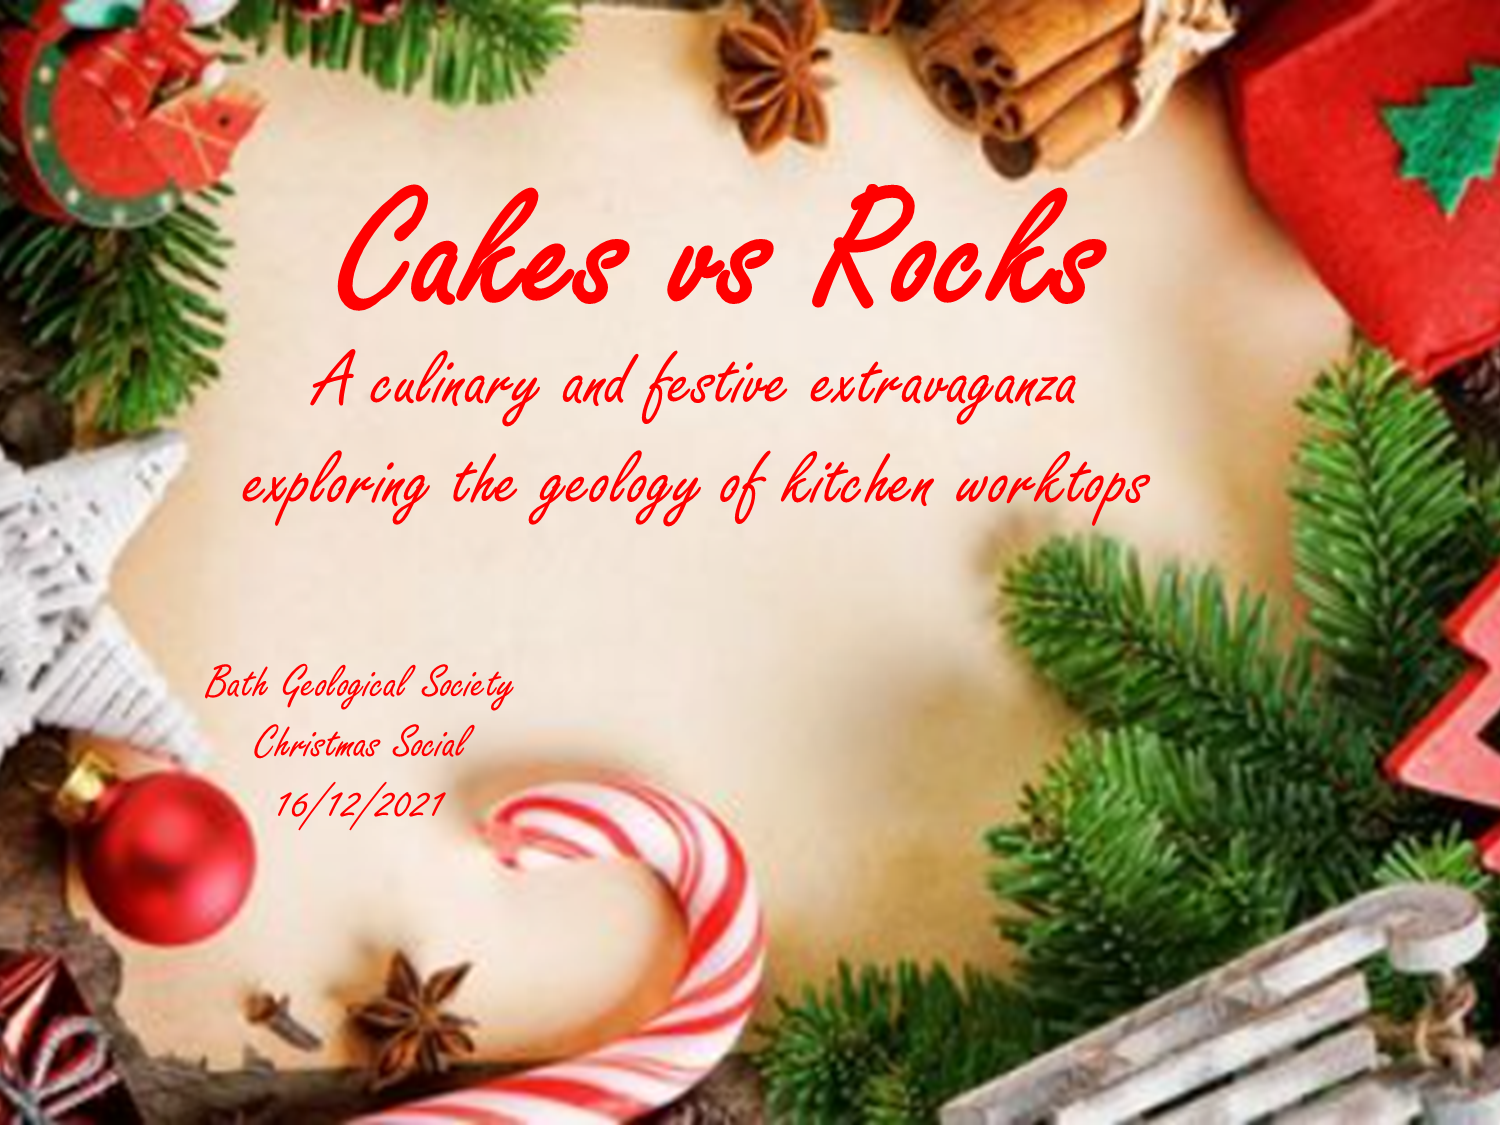 Cakes vs Rocks
A culinary and festive extravaganza
exploring the geology of kitchen worktops
Bath Geological Society
Christmas Social
16/12/2021